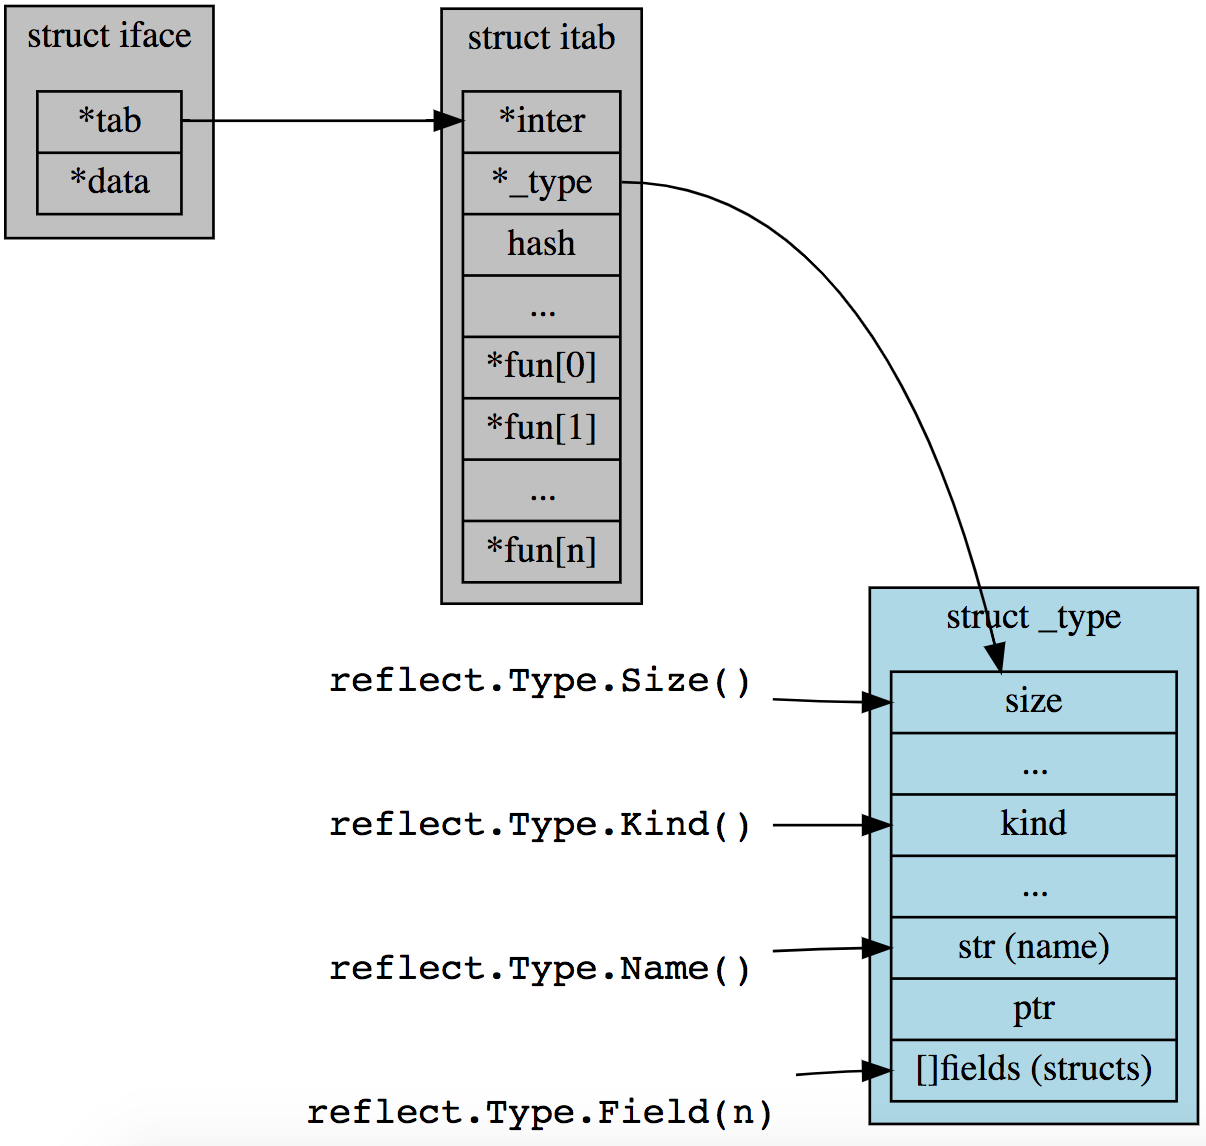 struct iface
*tab
*data
struct itab
*inter
*_type
hash
...
*fun[0]
*fun[1]
...
*fun[n]
struct _type
size
...
kind
...
str (name)
ptr
[]fields (structs)
reflect.Type.Size()
reflect.Type.Kind()
reflect.Type.Name()
reflect.Type.Field(n)